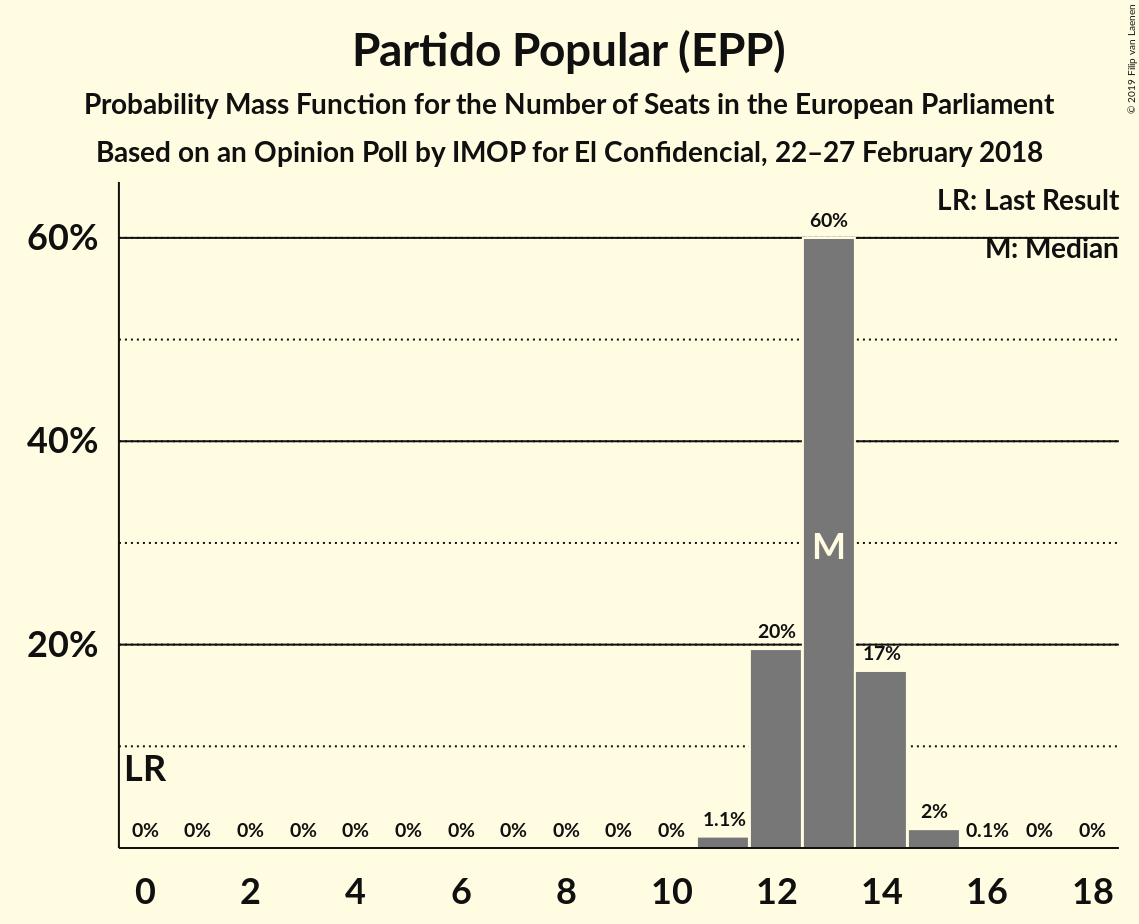 Partido Popular (EPP)
Probability Mass Function for the Number of Seats in the European Parliament
Based on an Opinion Poll by IMOP for El Confidencial, 22–27 February 2018
© 2019 Filip van Laenen
LR: Last Result
M: Median
60%
40%
20%
60%
M
20%
17%
LR
0% 0% 0% 0% 0% 0% 0% 0% 0% 0% 0% 1.1% 2% 0.1% 0% 0%
0 2 4 6 8 10 12 14 16 18